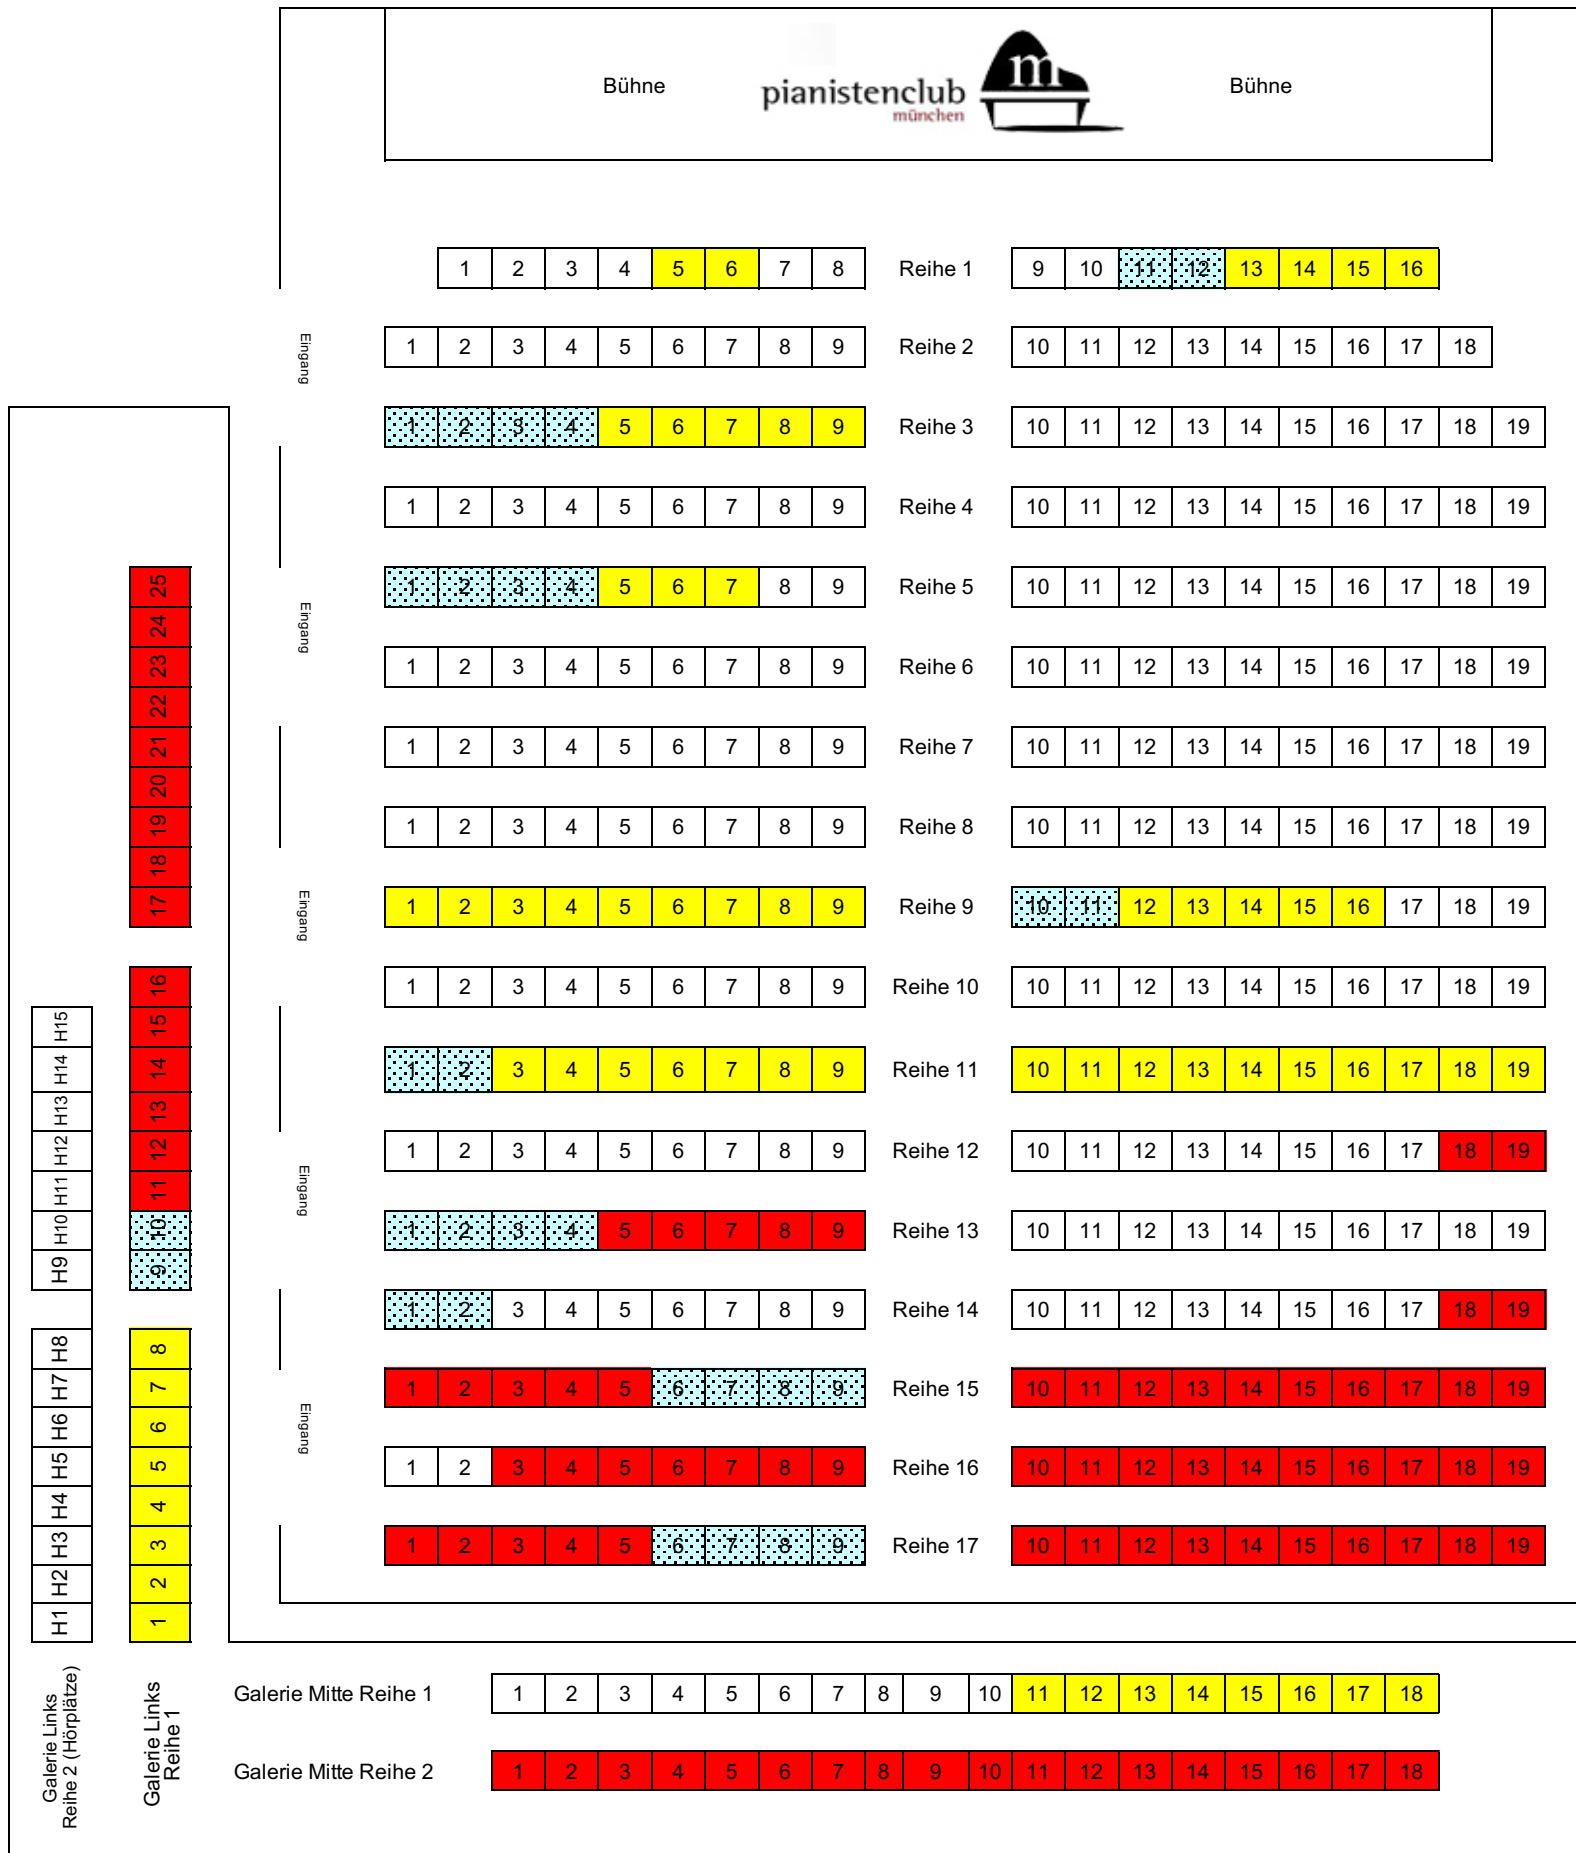 Bühne pianistenclub m Bühne
münchen
1 2 3 4 5 6 7 8 Reihe 1 9 10 11 12 13 14 15 16
Eingang
1 2 3 4 5 6 7 8 9 Reihe 2 10 11 12 13 14 15 16 17 18
1 2 3 4 5 6 7 8 9 Reihe 3 10 11 12 13 14 15 16 17 18 19
1 2 3 4 5 6 7 8 9 Reihe 4 10 11 12 13 14 15 16 17 18 19
1 2 3 4 5 6 7 8 9 Reihe 5 10 11 12 13 14 15 16 17 18 19
Eingang
1 2 3 4 5 6 7 8 9 Reihe 6 10 11 12 13 14 15 16 17 18 19
1 2 3 4 5 6 7 8 9 Reihe 7 10 11 12 13 14 15 16 17 18 19
1 2 3 4 5 6 7 8 9 Reihe 8 10 11 12 13 14 15 16 17 18 19
Eingang
1 2 3 4 5 6 7 8 9 Reihe 9 10 11 12 13 14 15 16 17 18 19
1 2 3 4 5 6 7 8 9 Reihe 10 10 11 12 13 14 15 16 17 18 19
1 2 3 4 5 6 7 8 9 Reihe 11 10 11 12 13 14 15 16 17 18 19
1 2 3 4 5 6 7 8 9 Reihe 12 10 11 12 13 14 15 16 17 18 19
Eingang
1 2 3 4 5 6 7 8 9 Reihe 13 10 11 12 13 14 15 16 17 18 19
1 2 3 4 5 6 7 8 9 Reihe 14 10 11 12 13 14 15 16 17 18 19
1 2 3 4 5 6 7 8 9 Reihe 15 10 11 12 13 14 15 16 17 18 19
Eingang
1 2 3 4 5 6 7 8 9 Reihe 16 10 11 12 13 14 15 16 17 18 19
1 2 3 4 5 6 7 8 9 Reihe 17 10 11 12 13 14 15 16 17 18 19
Galerie Links
Reihe 2 (Hörplätze)
H1 H2 H3 H4 H5 H6 H7 H8 H9 H10 H11 H12 H13 H14 H15
Galerie Links
Reihe 1
1 2 3 4 5 6 7 8 9 10 11 12 13 14 15 16 17 18 19 20 21 22 23 24 25
Galerie Mitte Reihe 1 1 2 3 4 5 6 7 8 9 10 11 12 13 14 15 16 17 18
Galerie Mitte Reihe 2 1 2 3 4 5 6 7 8 9 10 11 12 13 14 15 16 17 18